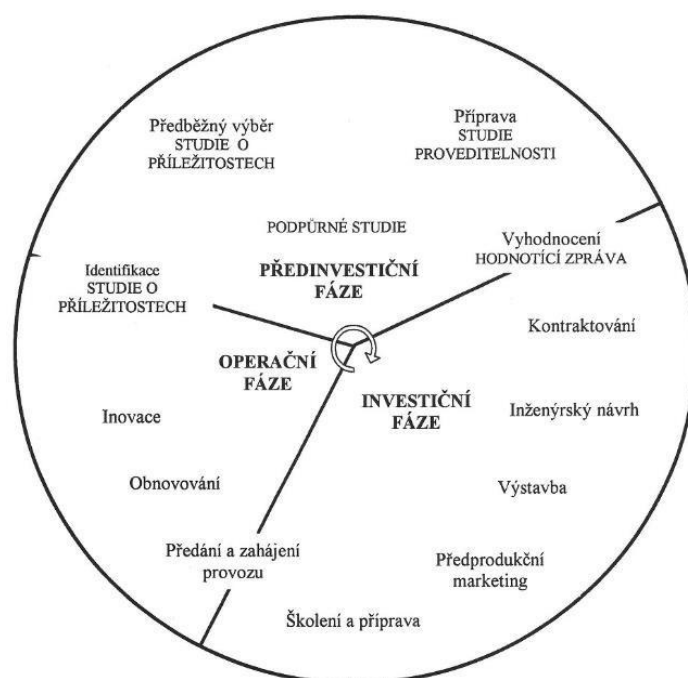 Předběžný výběr
STUDIE O
PŘÍLEŽITOSTECH
Příprava
STUDIE
PROVEDITELNOSTI
PODPŮRNÉ STUDIE
PŘEDINVESTIČNÍ
FÁZE
Vyhodnocení
HODNOTÍCÍ ZPRÁVA
Identifikace
STUDIE O
PŘÍLEŽITOSTECH
Kontraktování
OPERAČNÍ
FÁZE
INVESTIČNÍ
FÁZE
Inženýrský návrh
Inovace
Obnovování
Výstavba
Předání a zahájení
provozu
Předprodukční
marketing
Školení a příprava